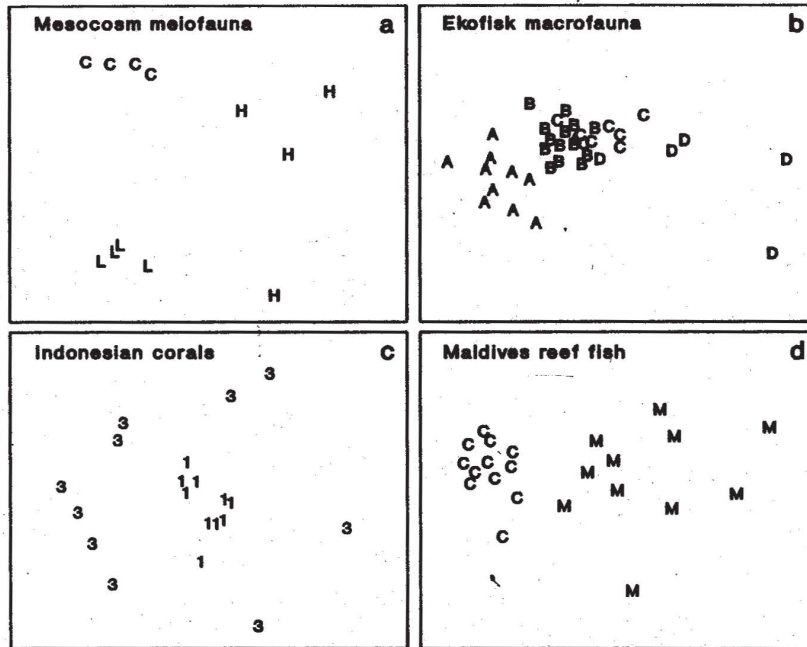 Mesocosm meiofauna a
C C C C
H
H
H
L
L
L L
H
Ekofisk macrofauna b
B B C
C B B B C
B C C
A B C D
B B C
B C D
A A B B D D
A A B B B
A A
A A
A
D
Indonesian corals c
3
3
3
3
1
3 1 1
1
1 1
3
1 1 1 3
3
1
3
3
Maldives reef fish d
M
C M M
C C M
C C C C M
C C C M
C M M
C M M
C
M